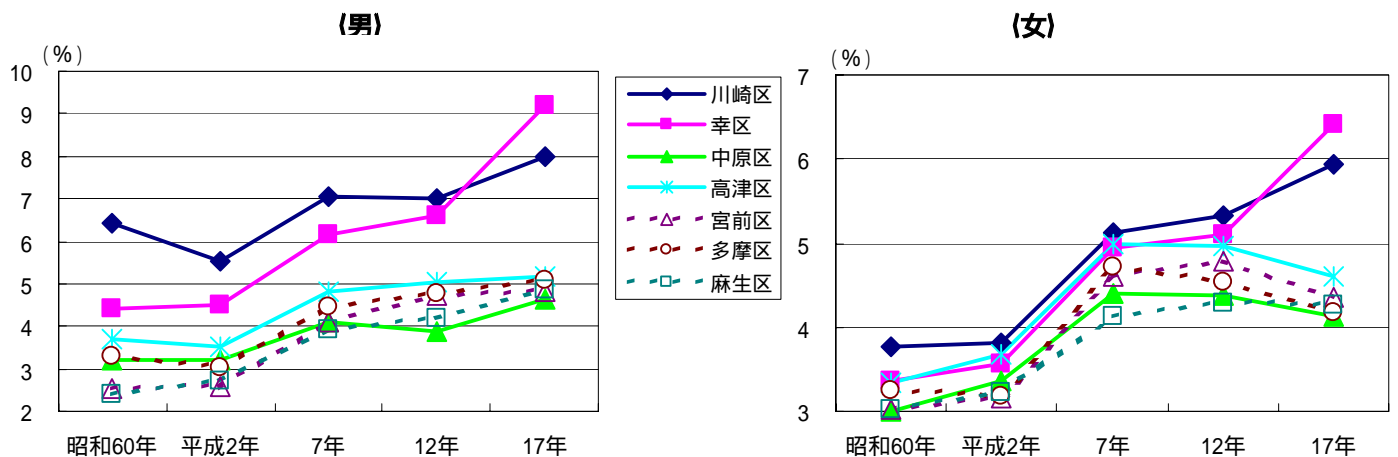 (男)
(%)
10
9
8
7
6
5
4
3
2
昭和60年 平成2年 7年 12年 17年
川崎区
幸区
中原区
高津区
宮前区
多摩区
麻生区
(女)
(%)
7
6
5
4
3
昭和60年 平成2年 7年 12年 17年